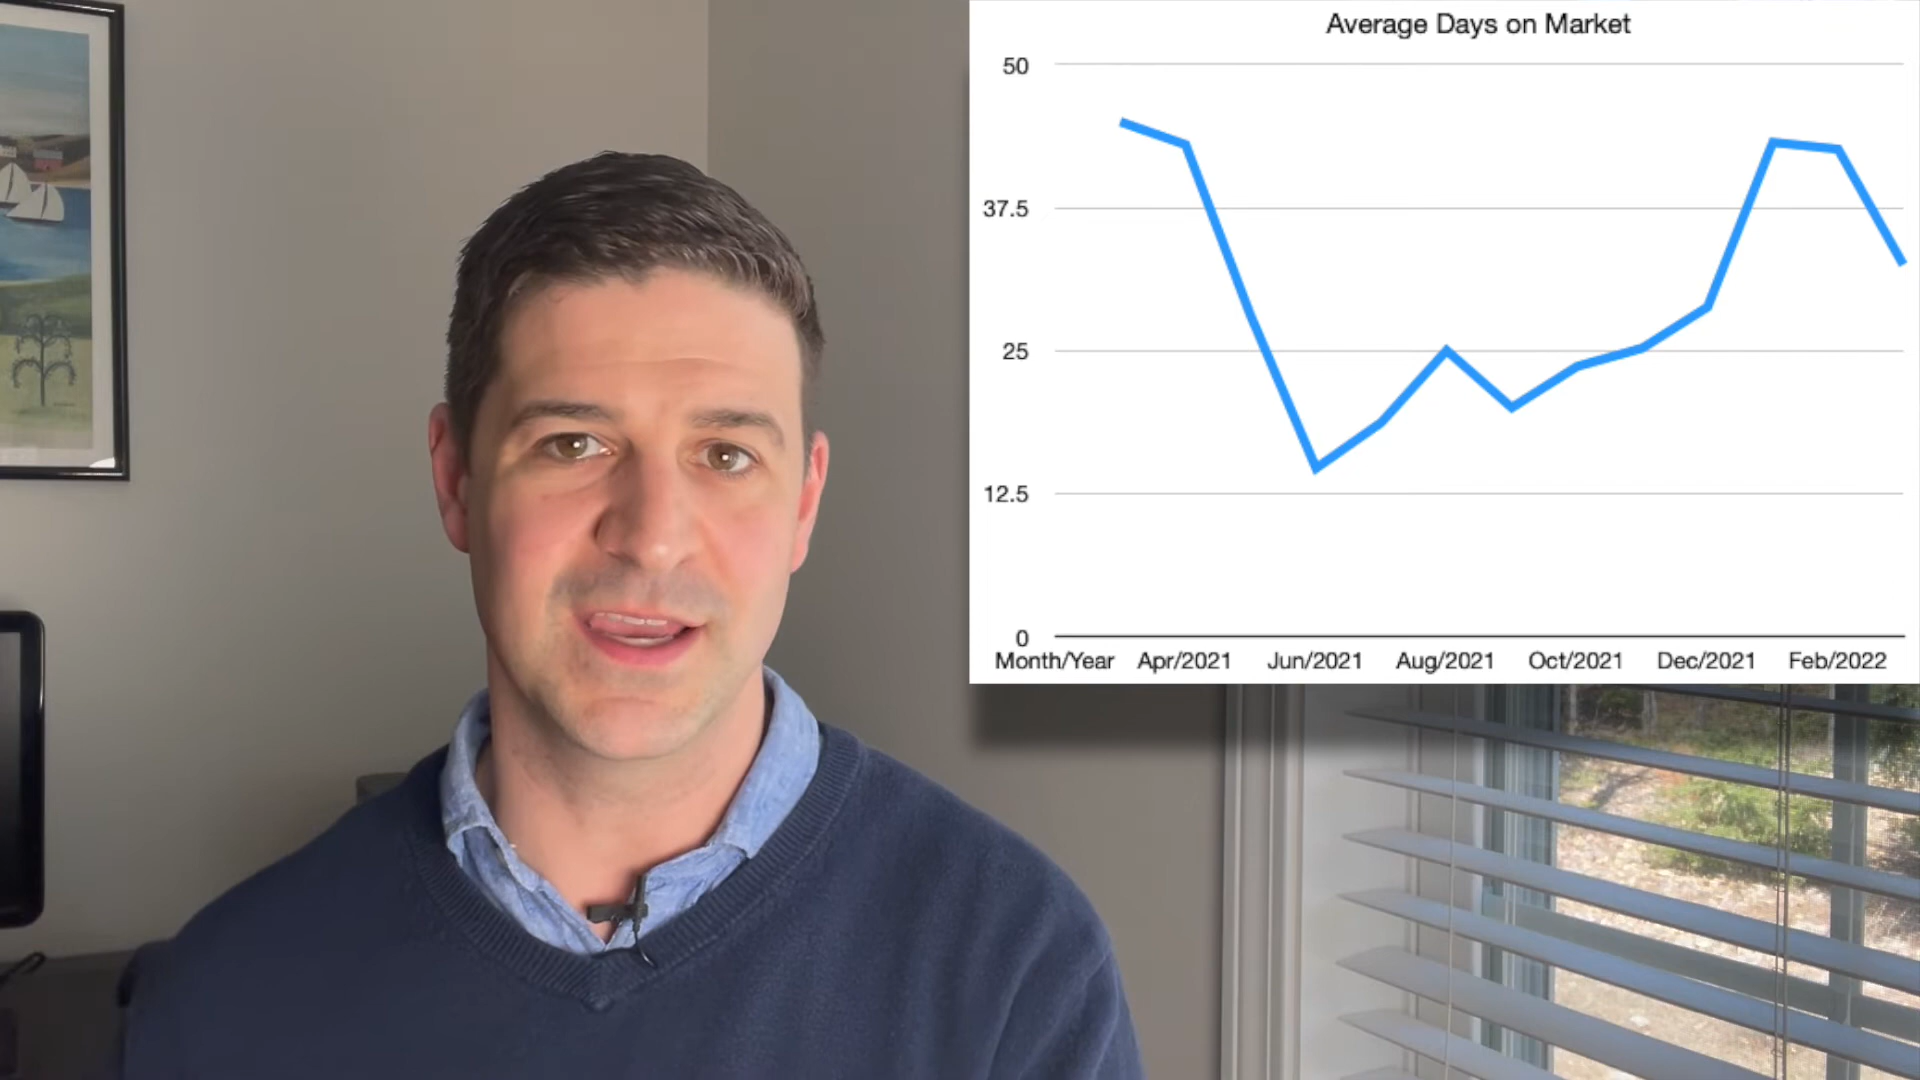 Average Days on Market
50
37.5
25
12.5
0
Month/Year Apr/2021 Jun/2021 Aug/2021 Oct/2021 Dec/2021 Feb/2022